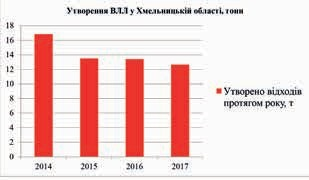 Утворення ВЛЛ у Хмельницькій області, тони
18
16
14
12
10
8
6
4
2
0
2014 2015 2016 2017
Утворено відходів
протягом року, т